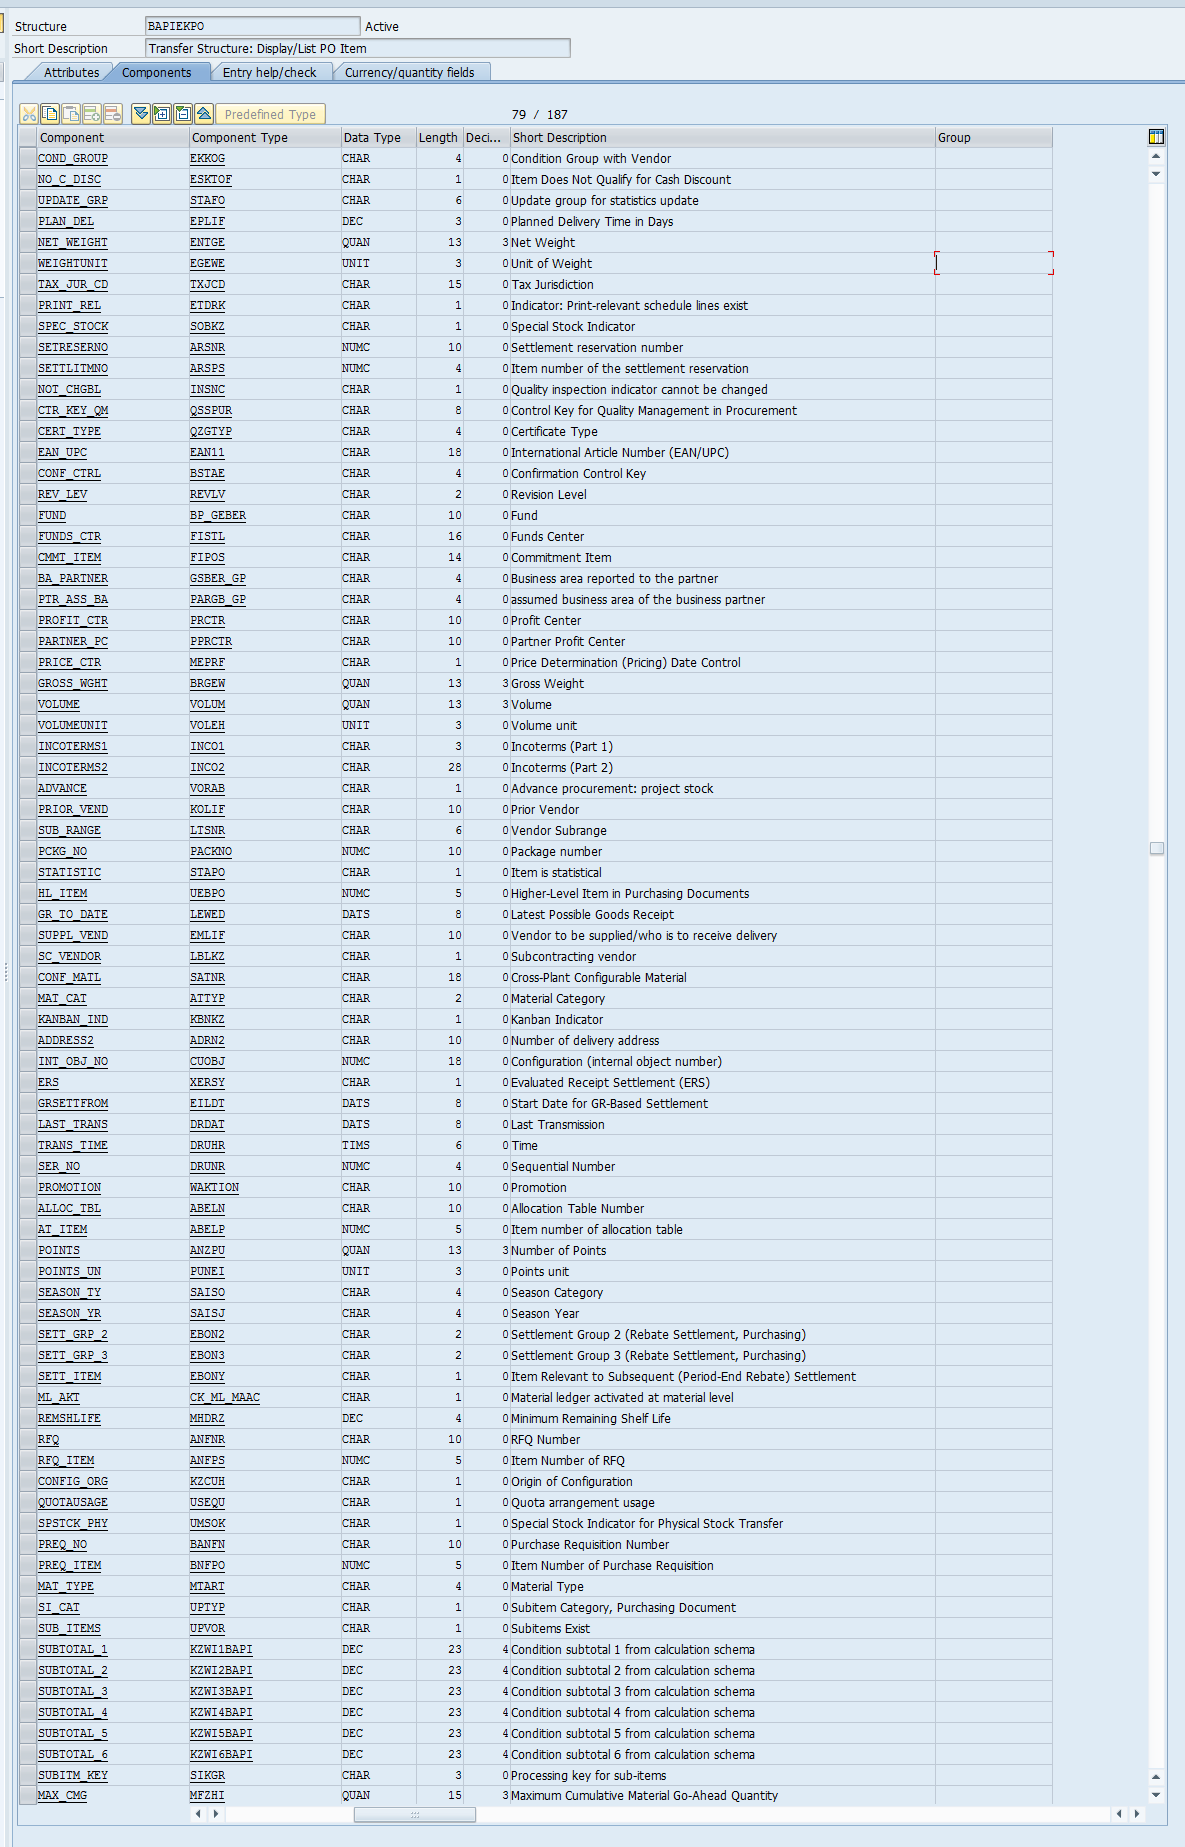 Structure BAPIEKPO Active
Short Description Transfer Structure: Display/List PO Item
Attributes Components Entry help/check Currency/quantity fields
Predefined Type 79 / 187
Component Component Type Data Type Length Deci... Short Description Group
COND_GROUP EKKOG CHAR 4 0 Condition Group with Vendor
NO_C_DISC ESKTOF CHAR 1 0 Item Does Not Qualify for Cash Discount
UPDATE_GRP STAFO CHAR 6 0 Update group for statistics update
PLAN_DEL EPLIF DEC 3 0 Planned Delivery Time in Days
NET_WEIGHT ENTGE QUAN 13 3 Net Weight
WEIGHTUNIT EGEWE UNIT 3 0 Unit of Weight
TAX_JUR_CD TXJCD CHAR 15 0 Tax Jurisdiction
PRINT_REL ETDRK CHAR 1 0 Indicator: Print-relevant schedule lines exist
SPEC_STOCK SOBKZ CHAR 1 0 Special Stock Indicator
SETRESERNO ARSNR NUMC 10 0 Settlement reservation number
SETTLITMNO ARSPS NUMC 4 0 Item number of the settlement reservation
NOT_CHGBL INSNC CHAR 1 0 Quality inspection indicator cannot be changed
CTR_KEY_QM QSSPUR CHAR 8 0 Control Key for Quality Management in Procurement
CERT_TYPE QZGTYP CHAR 4 0 Certificate Type
EAN_UPC EAN11 CHAR 18 0 International Article Number (EAN/UPC)
CONF_CTRL BSTAE CHAR 4 0 Confirmation Control Key
REV_LEV REVLV CHAR 2 0 Revision Level
FUND BP_GEBER CHAR 10 0 Fund
FUNDS_CTR FISTL CHAR 16 0 Funds Center
CMMT_ITEM FIPOS CHAR 14 0 Commitment Item
BA_PARTNER GSBER_GP CHAR 4 0 Business area reported to the partner
PTR_ASS_BA PARGB_GP CHAR 4 0 assumed business area of the business partner
PROFIT_CTR PRCTR CHAR 10 0 Profit Center
PARTNER_PC PPRCTR CHAR 10 0 Partner Profit Center
PRICE_CTR MEPRF CHAR 1 0 Price Determination (Pricing) Date Control
GROSS_WGHT BRGEW QUAN 13 3 Gross Weight
VOLUME VOLUM QUAN 13 3 Volume
VOLUMEUNIT VOLEH UNIT 3 0 Volume unit
INCOTERMS1 INCO1 CHAR 3 0 Incoterms (Part 1)
INCOTERMS2 INCO2 CHAR 28 0 Incoterms (Part 2)
ADVANCE VORAB CHAR 1 0 Advance procurement: project stock
PRIOR_VEND KOLIF CHAR 10 0 Prior Vendor
SUB_RANGE LTSNR CHAR 6 0 Vendor Subrange
PCKG_NO PACKNO NUMC 10 0 Package number
STATISTIC STAPO CHAR 1 0 Item is statistical
HL_ITEM UEBPO NUMC 5 0 Higher-Level Item in Purchasing Documents
GR_TO_DATE LEWED DATS 8 0 Latest Possible Goods Receipt
SUPPL_VEND EMLIF CHAR 10 0 Vendor to be supplied/who is to receive delivery
SC_VENDOR LBLKZ CHAR 1 0 Subcontracting vendor
CONF_MATL SATNR CHAR 18 0 Cross-Plant Configurable Material
MAT_CAT ATTYP CHAR 2 0 Material Category
KANBAN_IND KBNKZ CHAR 1 0 Kanban Indicator
ADDRESS2 ADRN2 CHAR 10 0 Number of delivery address
INT_OBJ_NO CUOBJ NUMC 18 0 Configuration (internal object number)
ERS XERSY CHAR 1 0 Evaluated Receipt Settlement (ERS)
GRSETTFROM EILDT DATS 8 0 Start Date for GR-Based Settlement
LAST_TRANS DRDAT DATS 8 0 Last Transmission
TRANS_TIME DRUHR TIMS 6 0 Time
SER_NO DRUNR NUMC 4 0 Sequential Number
PROMOTION WAKTION CHAR 10 0 Promotion
ALLOC_TBL ABELN CHAR 10 0 Allocation Table Number
AT_ITEM ABELP NUMC 5 0 Item number of allocation table
POINTS ANZPU QUAN 13 3 Number of Points
POINTS_UN PUNEI UNIT 3 0 Points unit
SEASON_TY SAISO CHAR 4 0 Season Category
SEASON_YR SAISJ CHAR 4 0 Season Year
SETT_GRP_2 EBON2 CHAR 2 0 Settlement Group 2 (Rebate Settlement, Purchasing)
SETT_GRP_3 EBON3 CHAR 2 0 Settlement Group 3 (Rebate Settlement, Purchasing)
SETT_ITEM EBONY CHAR 1 0 Item Relevant to Subsequent (Period-End Rebate) Settlement
ML_AKT CK_ML_MAAC CHAR 1 0 Material ledger activated at material level
REMSHLIFE MHDRZ DEC 4 0 Minimum Remaining Shelf Life
RFQ ANFNR CHAR 10 0 RFQ Number
RFQ_ITEM ANFPS NUMC 5 0 Item Number of RFQ
CONFIG_ORG KZCUH CHAR 1 0 Origin of Configuration
QUOTAUSAGE USEQU CHAR 1 0 Quota arrangement usage
SPSTCK_PHY UMSOK CHAR 1 0 Special Stock Indicator for Physical Stock Transfer
PREQ_NO BANFN CHAR 10 0 Purchase Requisition Number
PREQ_ITEM BNFPO NUMC 5 0 Item Number of Purchase Requisition
MAT_TYPE MTART CHAR 4 0 Material Type
SI_CAT UPTYP CHAR 1 0 Subitem Category, Purchasing Document
SUB_ITEMS UPVOR CHAR 1 0 Subitems Exist
SUBTOTAL_1 KZWI1BAPI DEC 23 4 Condition subtotal 1 from calculation schema
SUBTOTAL_2 KZWI2BAPI DEC 23 4 Condition subtotal 2 from calculation schema
SUBTOTAL_3 KZWI3BAPI DEC 23 4 Condition subtotal 3 from calculation schema
SUBTOTAL_4 KZWI4BAPI DEC 23 4 Condition subtotal 4 from calculation schema
SUBTOTAL_5 KZWI5BAPI DEC 23 4 Condition subtotal 5 from calculation schema
SUBTOTAL_6 KZWI6BAPI DEC 23 4 Condition subtotal 6 from calculation schema
SUBITM_KEY SIKGR CHAR 3 0 Processing key for sub-items
MAX_CMG MFZHI QUAN 15 3 Maximum Cumulative Material Go-Ahead Quantity